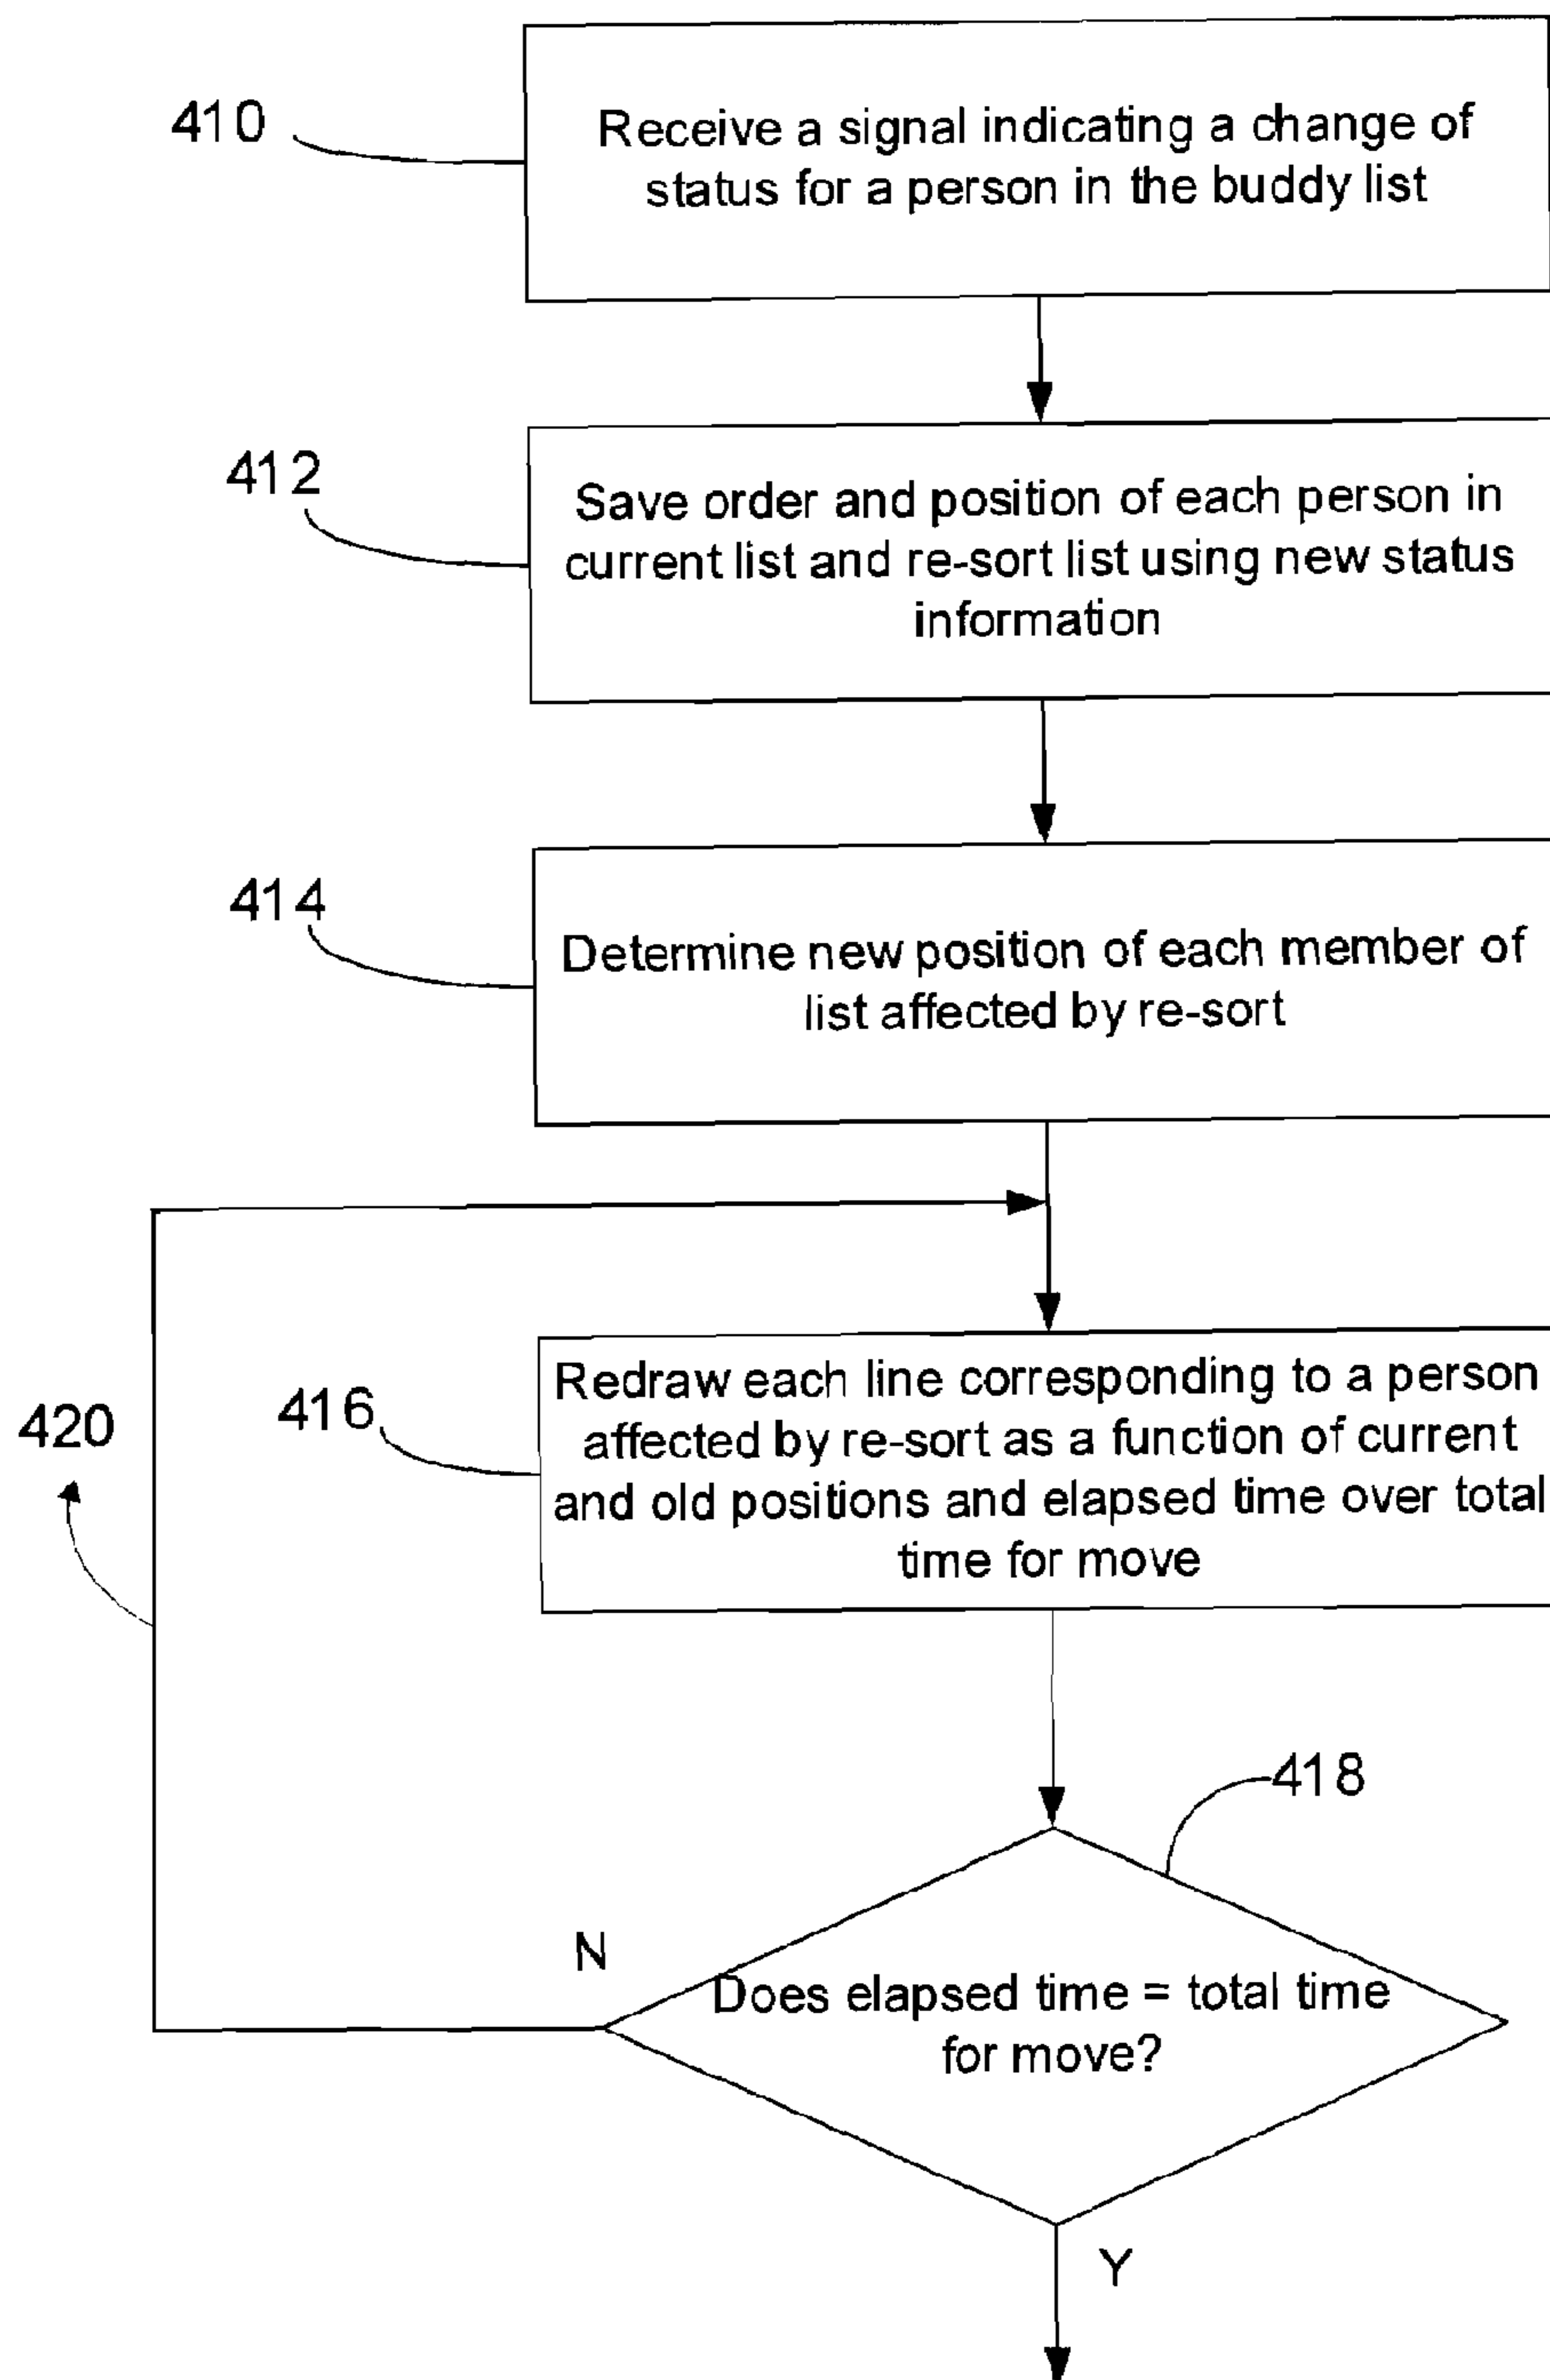 410
Receive a signal indicating a change of
status for a person in the buddy list
412
Save order and position of each person in
current list and re-sort list using new status
information
414
Determine new position of each member of
list affected by re-sort
420
416
Redraw each line corresponding to a person
affected by re-sort as a function of current
and old positions and elapsed time over total
time for move
418
N
Does elapsed time = total time
for move?
Y